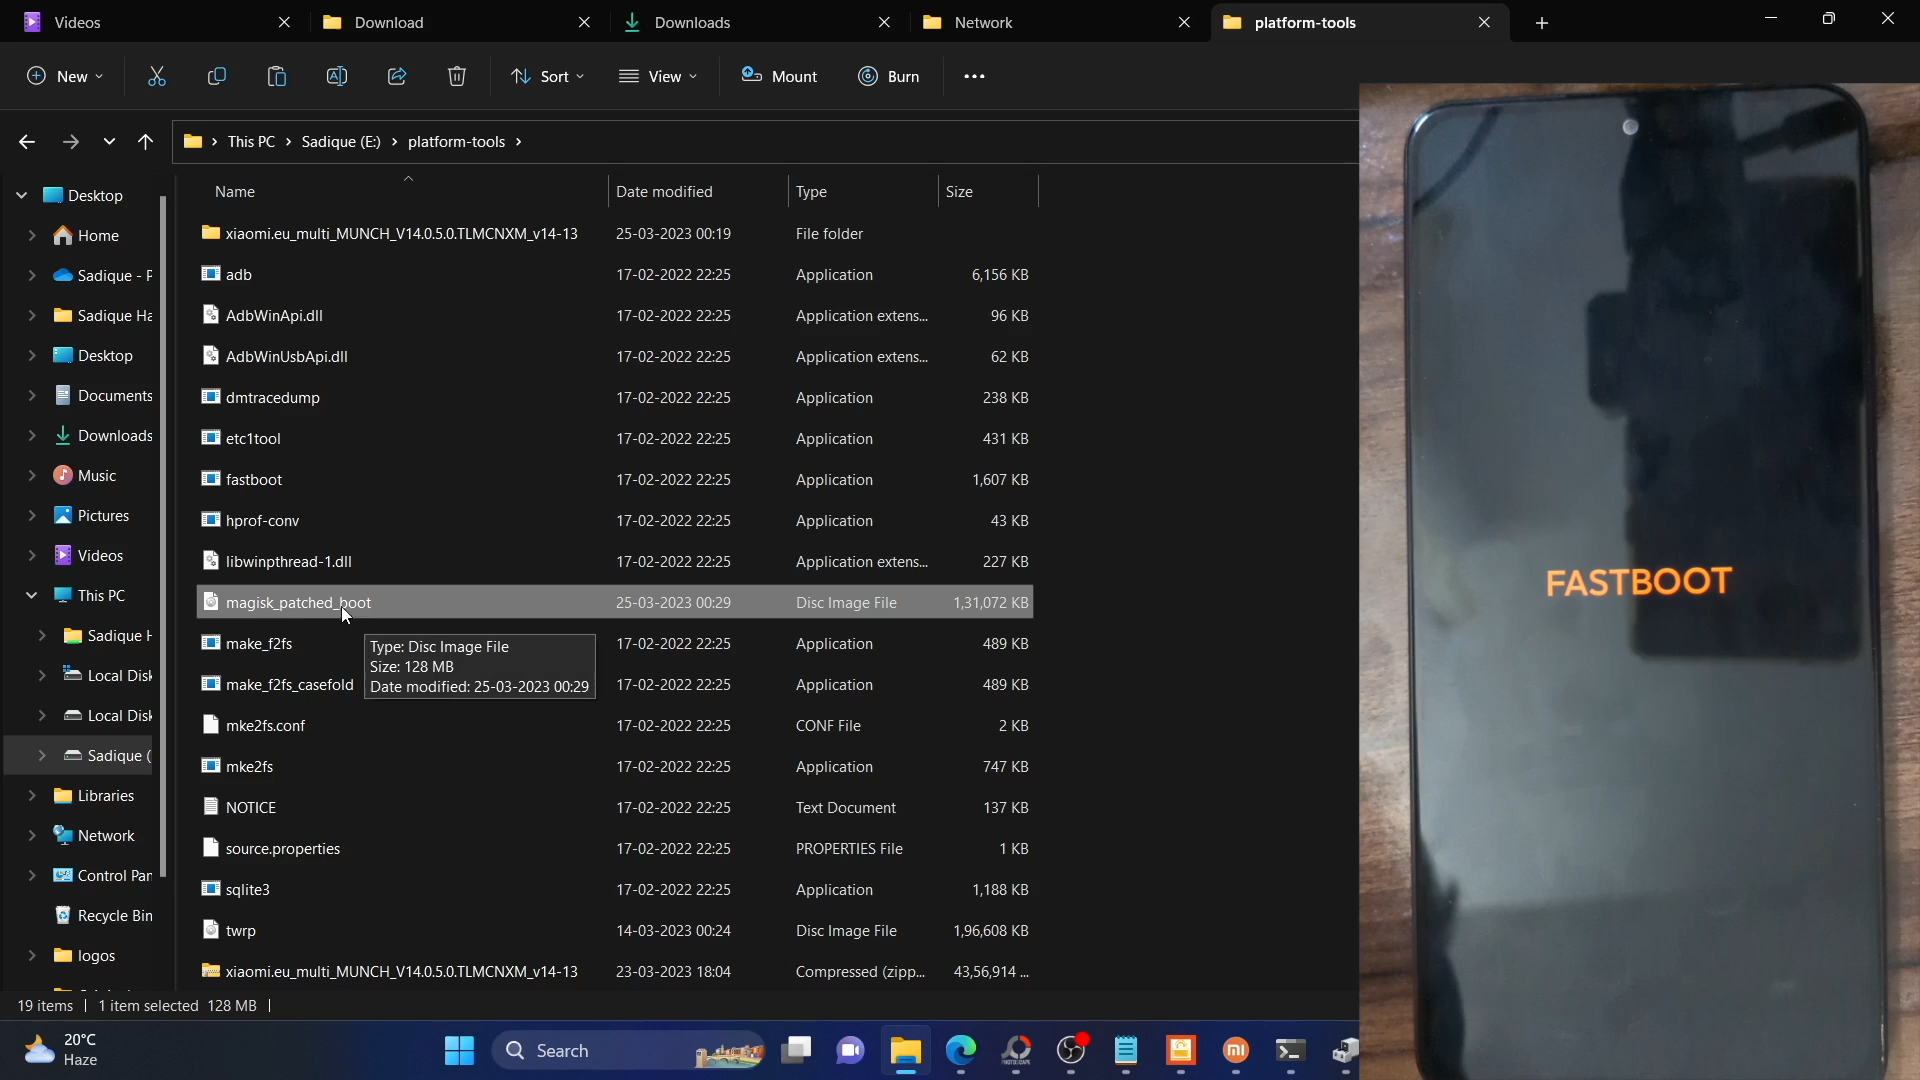 Videos
Download
Downloads
Network
platform-tools
New
Sort
View
Mount
Burn
This PC
Sadique (E:)
platform-tools
Name
Date modified
Type
Size
xiaomi.eu_multi_MUNCH_V14.0.5.0.TLMCNXM_v14-13 25-03-2023 00:19 File folder
adb 17-02-2022 22:25 Application 6,156 KB
AdbWinApi.dll 17-02-2022 22:25 Application extens... 96 KB
AdbWinUsbApi.dll 17-02-2022 22:25 Application extens... 62 KB
dmtracedump 17-02-2022 22:25 Application 238 KB
etc1tool 17-02-2022 22:25 Application 431 KB
fastboot 17-02-2022 22:25 Application 1,607 KB
hprof-conv 17-02-2022 22:25 Application 43 KB
libwinpthread-1.dll 17-02-2022 22:25 Application extens... 227 KB
magisk_patched_boot 25-03-2023 00:29 Disc Image File 1,31,072 KB
make_f2fs 17-02-2022 22:25 Application 489 KB
make_f2fs_casefold 17-02-2022 22:25 Application 489 KB
mke2fs.conf 17-02-2022 22:25 CONF File 2 KB
mke2fs 17-02-2022 22:25 Application 747 KB
NOTICE 17-02-2022 22:25 Text Document 137 KB
source.properties 17-02-2022 22:25 PROPERTIES File 1 KB
sqlite3 17-02-2022 22:25 Application 1,188 KB
twrp 14-03-2023 00:24 Disc Image File 1,96,608 KB
xiaomi.eu_multi_MUNCH_V14.0.5.0.TLMCNXM_v14-13 23-03-2023 18:04 Compressed (zipp... 43,56,914 ...
Type: Disc Image File
Size: 128 MB
Date modified: 25-03-2023 00:29
Desktop
Home
Sadique - P
Sadique Ha
Desktop
Documents
Downloads
Music
Pictures
Videos
This PC
Sadique H
Local Disk
Local Disk
Sadique (
Libraries
Network
Control Pan
Recycle Bin
logos
19 items
1 item selected 128 MB
20°C
Haze
Search
mi
FASTBOOT